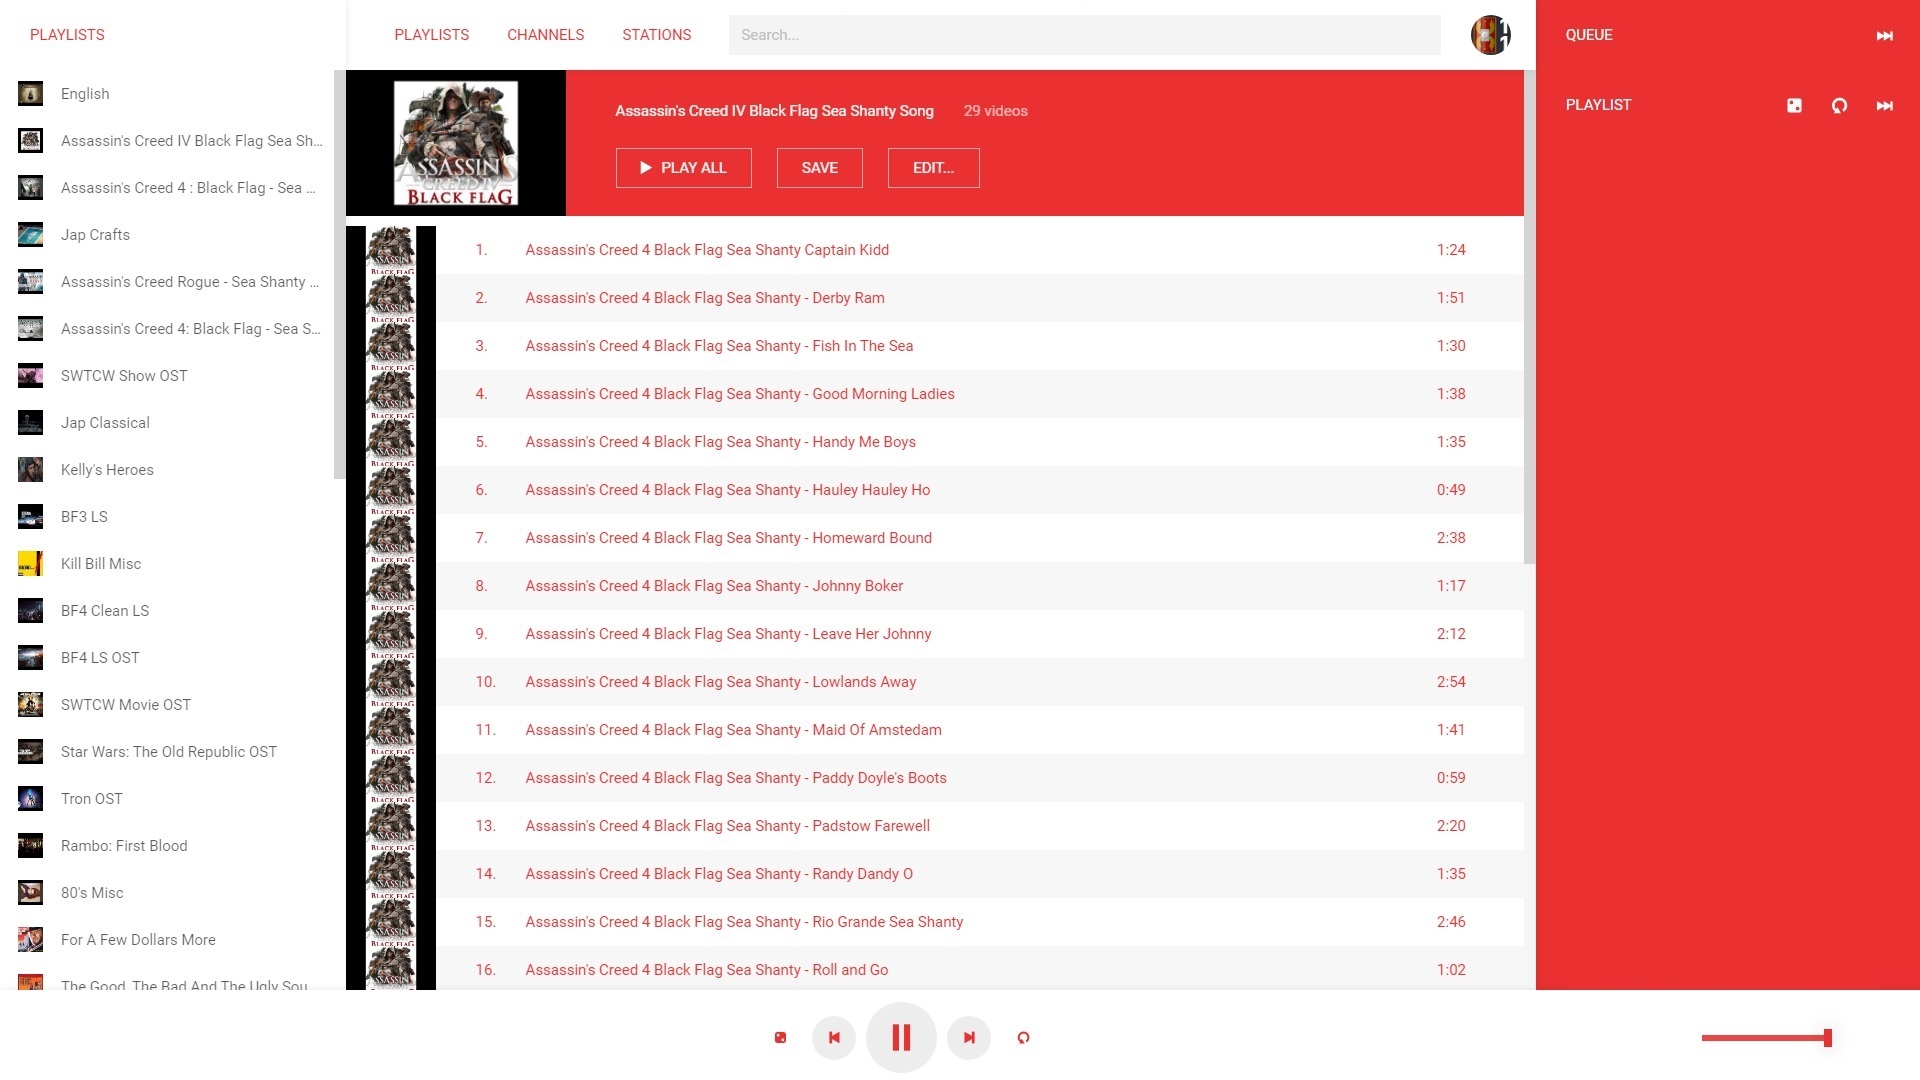 PLAYLISTS
English
Assassin's Creed IV Black Flag Sea Sh...
Assassin's Creed 4 : Black Flag - Sea ...
Jap Crafts
Assassin's Creed Rogue - Sea Shanty ...
Assassin's Creed 4: Black Flag - Sea S...
SWTCW Show OST
Jap Classical
Kelly's Heroes
BF3 LS
Kill Bill Misc
BF4 Clean LS
BF4 LS OST
SWTCW Movie OST
Star Wars: The Old Republic OST
Tron OST
Rambo: First Blood
80's Misc
For A Few Dollars More
The Good, The Bad And The Ugly Sou
PLAYLISTS CHANNELS STATIONS Search...
ASSASSIN'S
CREED IV
BLACK FLAG
Assassin's Creed IV Black Flag Sea Shanty Song 29 videos
PLAY ALL SAVE EDIT...
1. Assassin's Creed 4 Black Flag Sea Shanty Captain Kidd 1:24
2. Assassin's Creed 4 Black Flag Sea Shanty - Derby Ram 1:51
3. Assassin's Creed 4 Black Flag Sea Shanty - Fish In The Sea 1:30
4. Assassin's Creed 4 Black Flag Sea Shanty - Good Morning Ladies 1:38
5. Assassin's Creed 4 Black Flag Sea Shanty - Handy Me Boys 1:35
6. Assassin's Creed 4 Black Flag Sea Shanty - Hauley Hauley Ho 0:49
7. Assassin's Creed 4 Black Flag Sea Shanty - Homeward Bound 2:38
8. Assassin's Creed 4 Black Flag Sea Shanty - Johnny Boker 1:17
9. Assassin's Creed 4 Black Flag Sea Shanty - Leave Her Johnny 2:12
10. Assassin's Creed 4 Black Flag Sea Shanty - Lowlands Away 2:54
11. Assassin's Creed 4 Black Flag Sea Shanty - Maid Of Amstedam 1:41
12. Assassin's Creed 4 Black Flag Sea Shanty - Paddy Doyle's Boots 0:59
13. Assassin's Creed 4 Black Flag Sea Shanty - Padstow Farewell 2:20
14. Assassin's Creed 4 Black Flag Sea Shanty - Randy Dandy O 1:35
15. Assassin's Creed 4 Black Flag Sea Shanty - Rio Grande Sea Shanty 2:46
16. Assassin's Creed 4 Black Flag Sea Shanty - Roll and Go 1:02
QUEUE
PLAYLIST